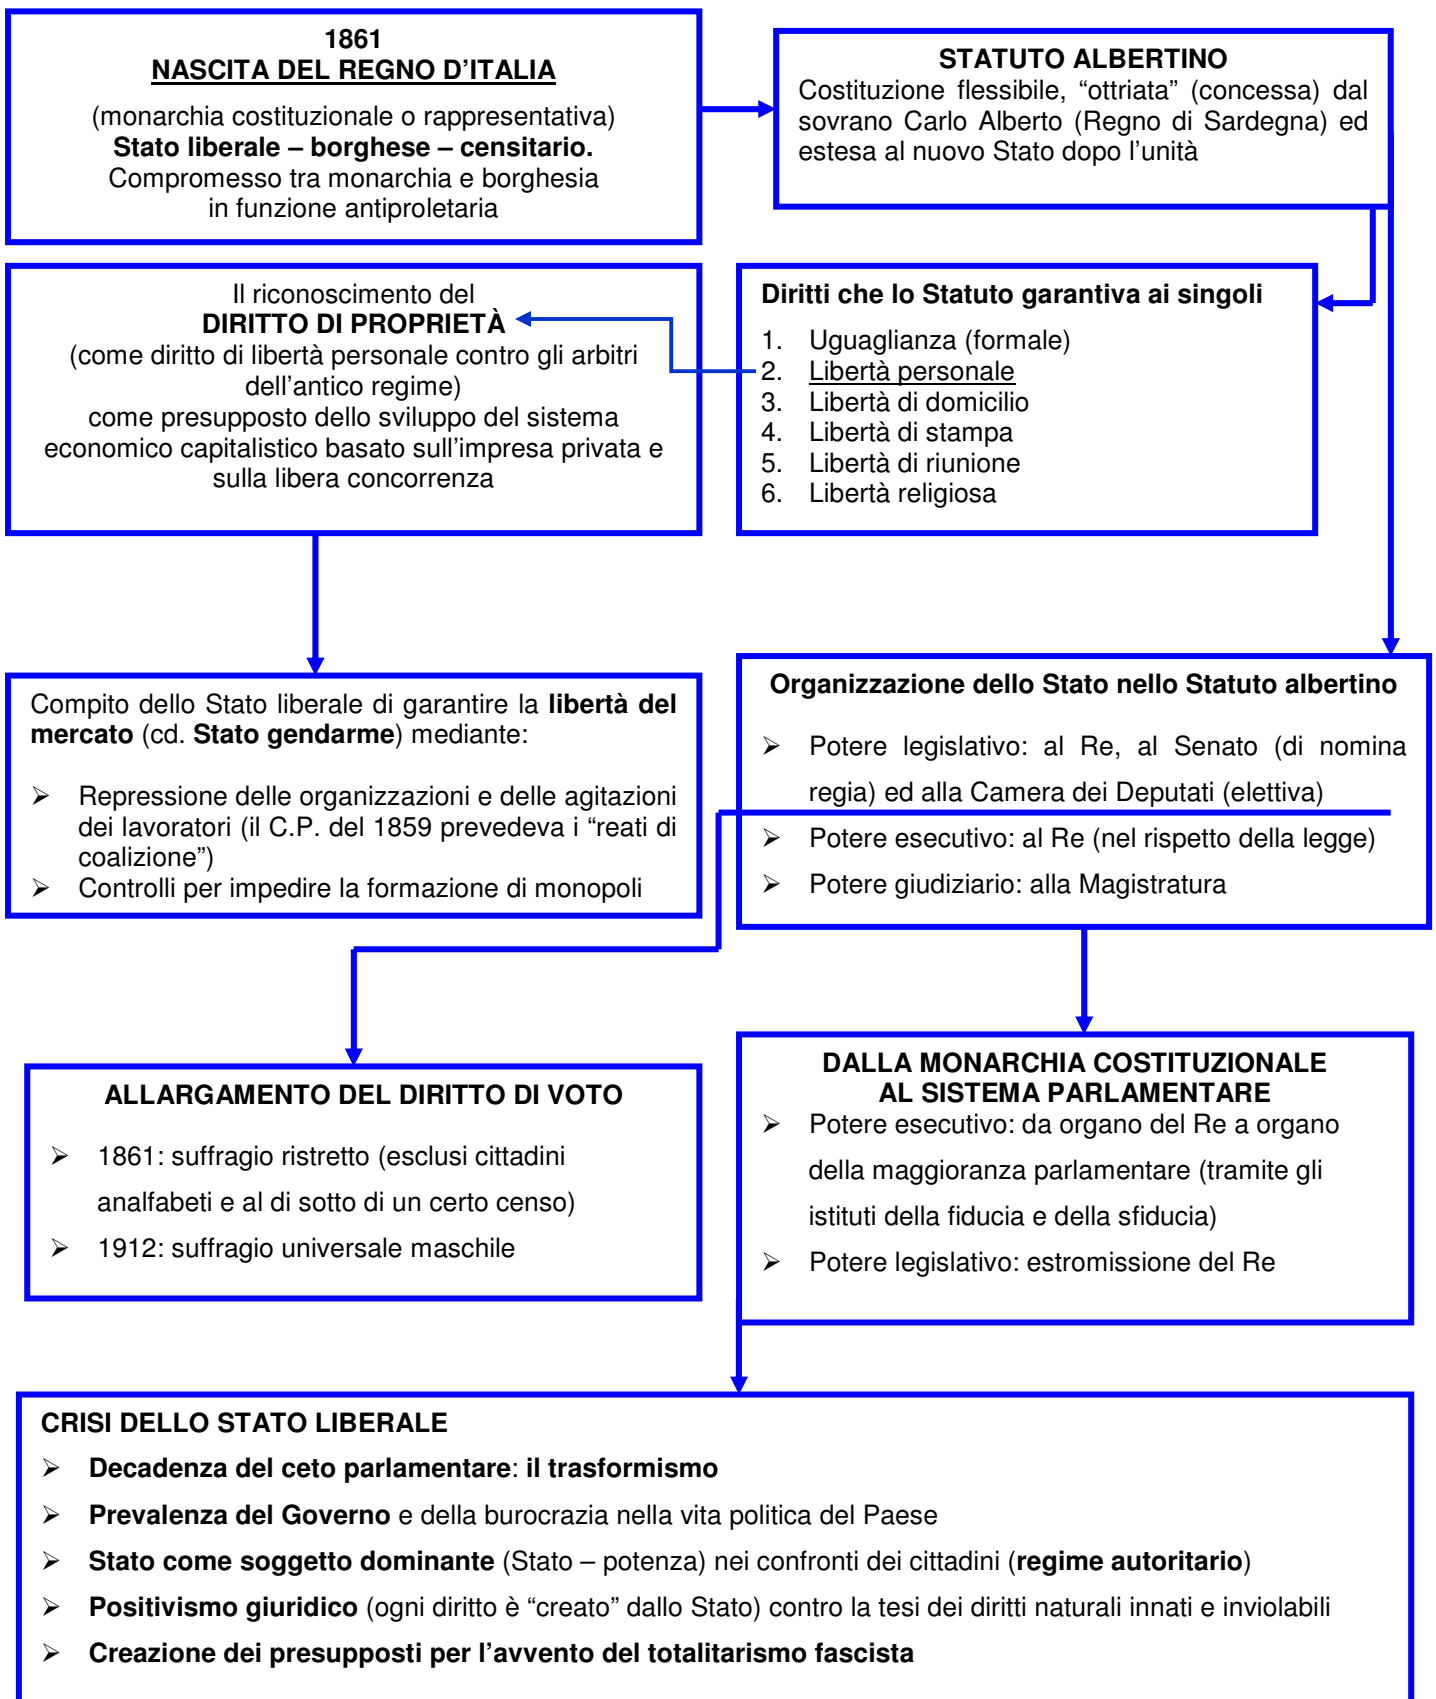 1861
NASCITA DEL REGNO D’ITALIA
(monarchia costituzionale o rappresentativa)
Stato liberale – borghese – censitario.
Compromesso tra monarchia e borghesia
in funzione antiproletaria
STATUTO ALBERTINO
Costituzione flessibile, “ottriata” (concessa) dal
sovrano Carlo Alberto (Regno di Sardegna) ed
estesa al nuovo Stato dopo l’unità
Il riconoscimento del
DIRITTO DI PROPRIETÀ
(come diritto di libertà personale contro gli arbitri
dell’antico regime)
come presupposto dello sviluppo del sistema
economico capitalistico basato sull’impresa privata e
sulla libera concorrenza
Diritti che lo Statuto garantiva ai singoli
1. Uguaglianza (formale)
2. Libertà personale
3. Libertà di domicilio
4. Libertà di stampa
5. Libertà di riunione
6. Libertà religiosa
Compito dello Stato liberale di garantire la libertà del
mercato (cd. Stato gendarme) mediante:
➢ Repressione delle organizzazioni e delle agitazioni
dei lavoratori (il C.P. del 1859 prevedeva i “reati di
coalizione”)
➢ Controlli per impedire la formazione di monopoli
Organizzazione dello Stato nello Statuto albertino
➢ Potere legislativo: al Re, al Senato (di nomina
regia) ed alla Camera dei Deputati (elettiva)
➢ Potere esecutivo: al Re (nel rispetto della legge)
➢ Potere giudiziario: alla Magistratura
ALLARGAMENTO DEL DIRITTO DI VOTO
➢ 1861: suffragio ristretto (esclusi cittadini
analfabeti e al di sotto di un certo censo)
➢ 1912: suffragio universale maschile
DALLA MONARCHIA COSTITUZIONALE
AL SISTEMA PARLAMENTARE
➢ Potere esecutivo: da organo del Re a organo
della maggioranza parlamentare (tramite gli
istituti della fiducia e della sfiducia)
➢ Potere legislativo: estromissione del Re
CRISI DELLO STATO LIBERALE
➢ Decadenza del ceto parlamentare: il trasformismo
➢ Prevalenza del Governo e della burocrazia nella vita politica del Paese
➢ Stato come soggetto dominante (Stato – potenza) nei confronti dei cittadini (regime autoritario)
➢ Positivismo giuridico (ogni diritto è “creato” dallo Stato) contro la tesi dei diritti naturali innati e inviolabili
➢ Creazione dei presupposti per l’avvento del totalitarismo fascista